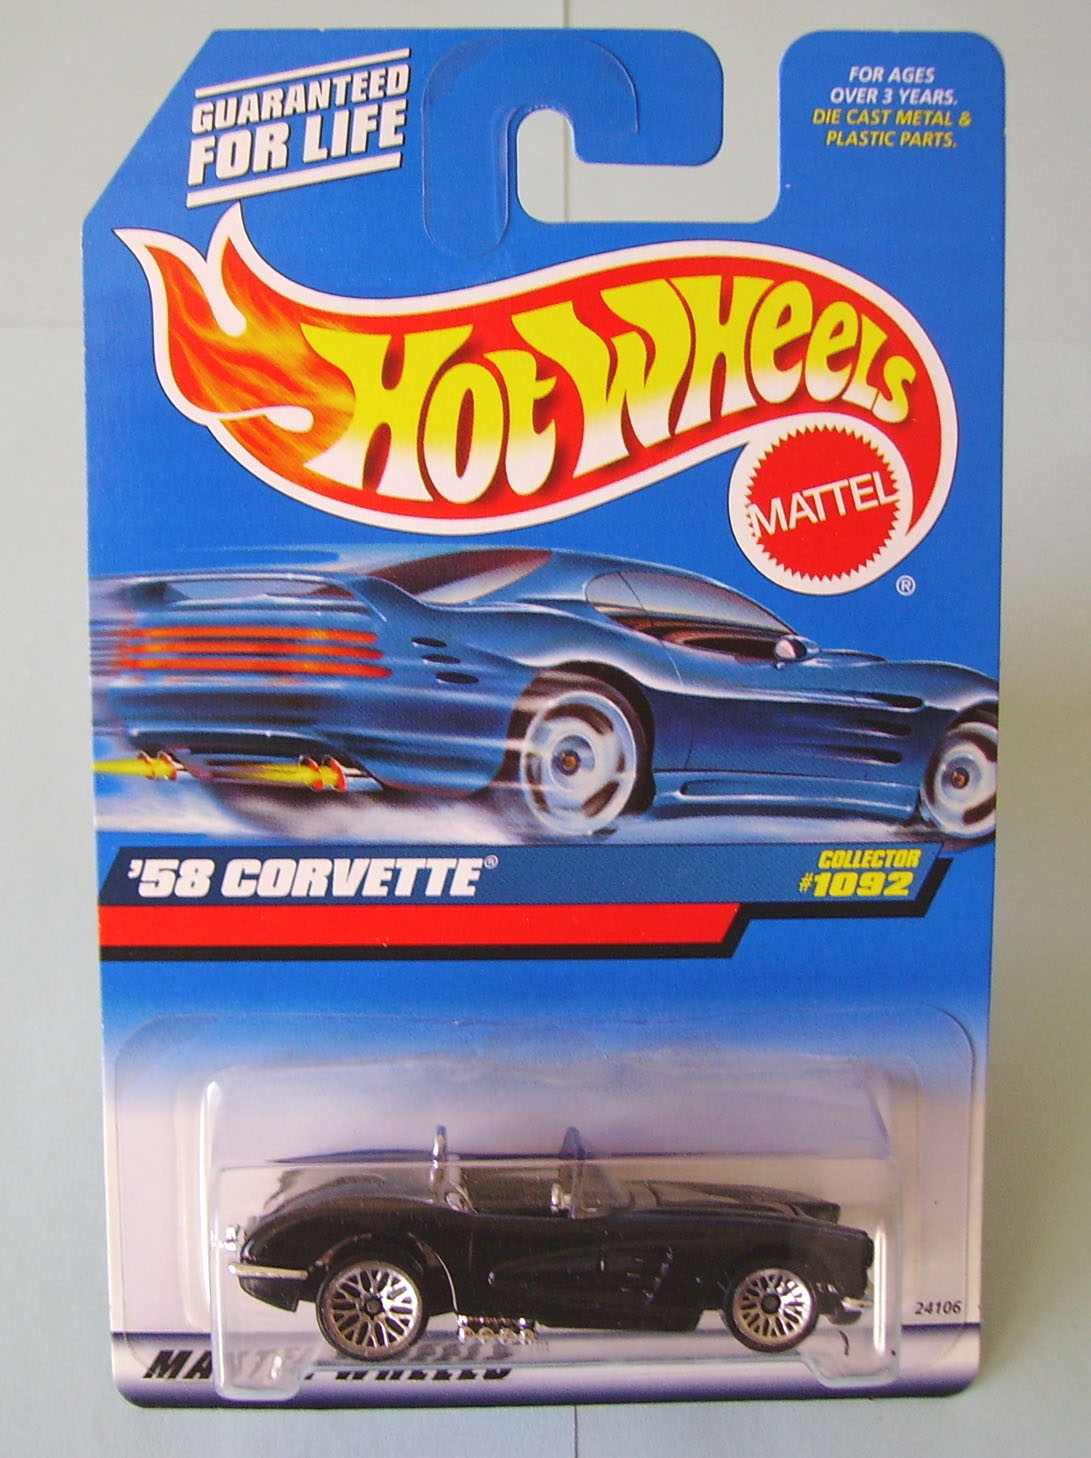 GUARANTEED
FOR LIFE
FOR AGES
OVER 3 YEARS.
DIE CAST METAL &
PLASTIC PARTS.
HOT WHEELS
MATTEL
®
'58 CORVETTE®
COLLECTOR
#1092
24106
WHEELS